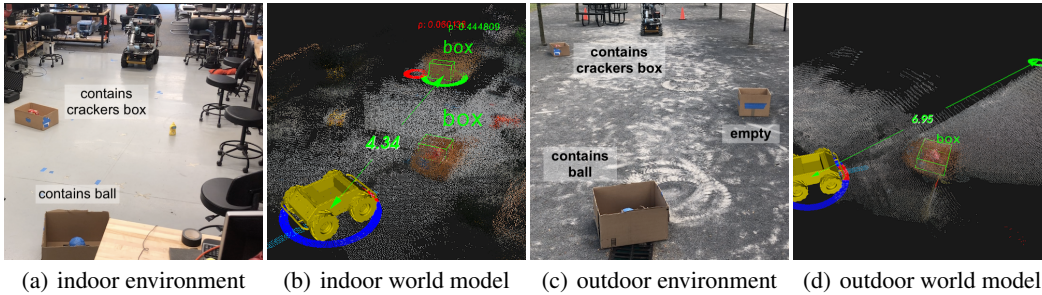 contains
crackers box
contains ball
p: 0.444809
box
box
4.34
contains
crackers box
empty
contains
ball
6.95
box
(a) indoor environment
(b) indoor world model
(c) outdoor environment
(d) outdoor world model